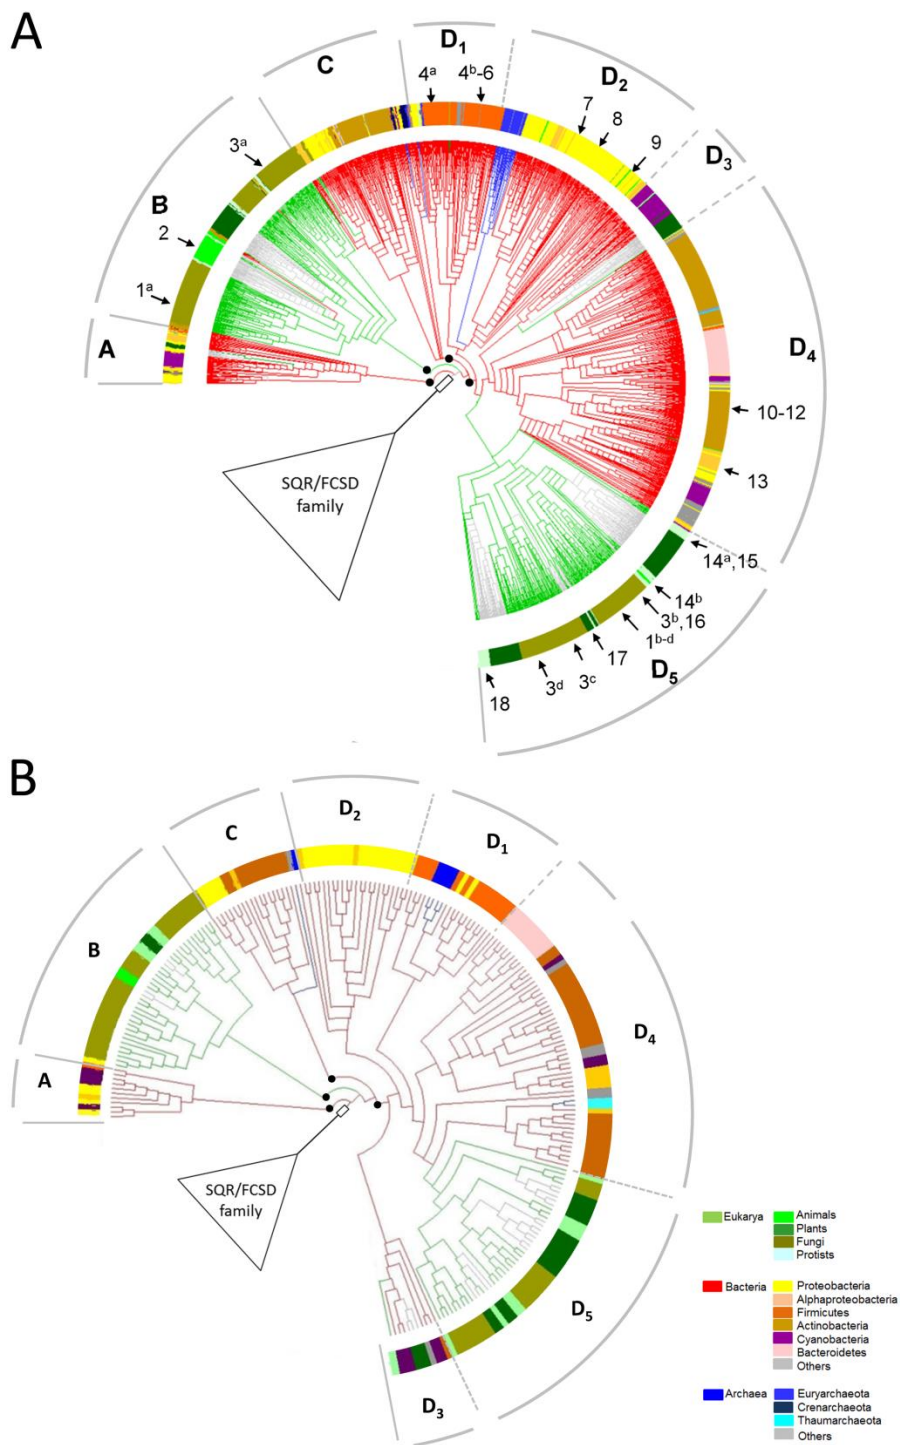 A
D₁
C
D₂
4ᵃ
4ᵇ-6
7
8
9
3ᵃ
D₃
B
2
1ᵃ
A
D₄
10-12
13
SQR/FCSD
family
14ᵃ,15
14ᵇ
3ᵇ,16
1ᵇ⁻ᵈ
17
D₅
3ᶜ
3ᵈ
18
B
D₂
C
D₁
B
D₄
A
SQR/FCSD
family
D₅
D₃
Eukarya
Animals
Plants
Fungi
Protists
Bacteria
Proteobacteria
Alphaproteobacteria
Firmicutes
Actinobacteria
Cyanobacteria
Bacteroidetes
Others
Archaea
Euryarchaeota
Crenarchaeota
Thaumarchaeota
Others